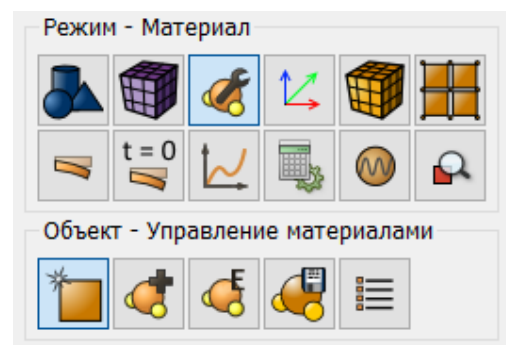 Режим - Материал
t = 0
Объект - Управление материалами
E